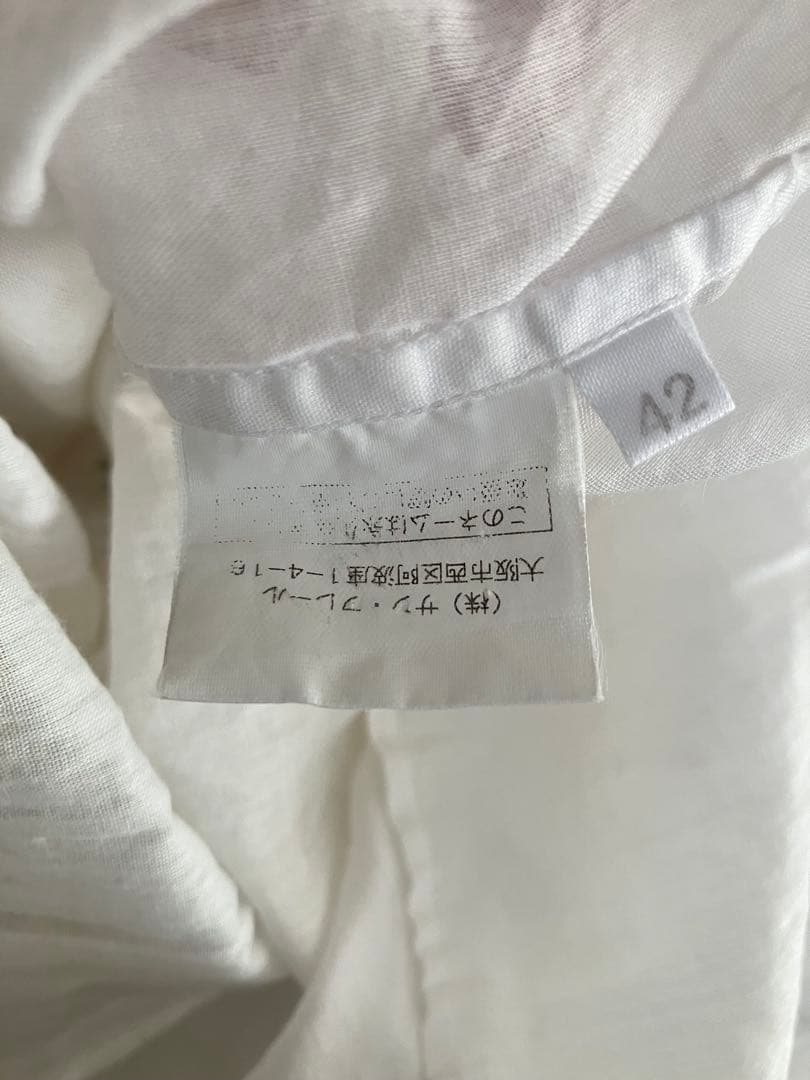 42
(株) サン・フレール
大阪市西区阿波座1-4-16
このネームは